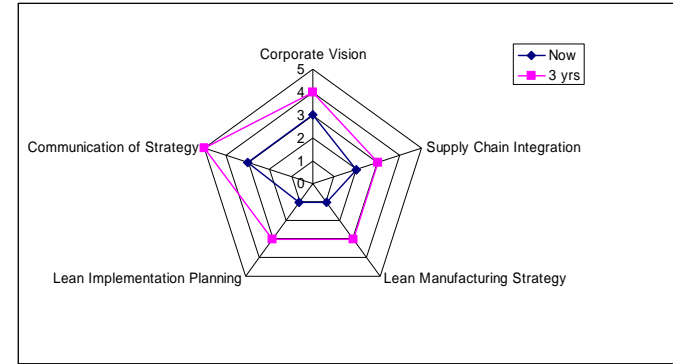 Corporate Vision
Now
3 yrs
5
4
3
2
1
0
Communication of Strategy
Supply Chain Integration
Lean Implementation Planning
Lean Manufacturing Strategy